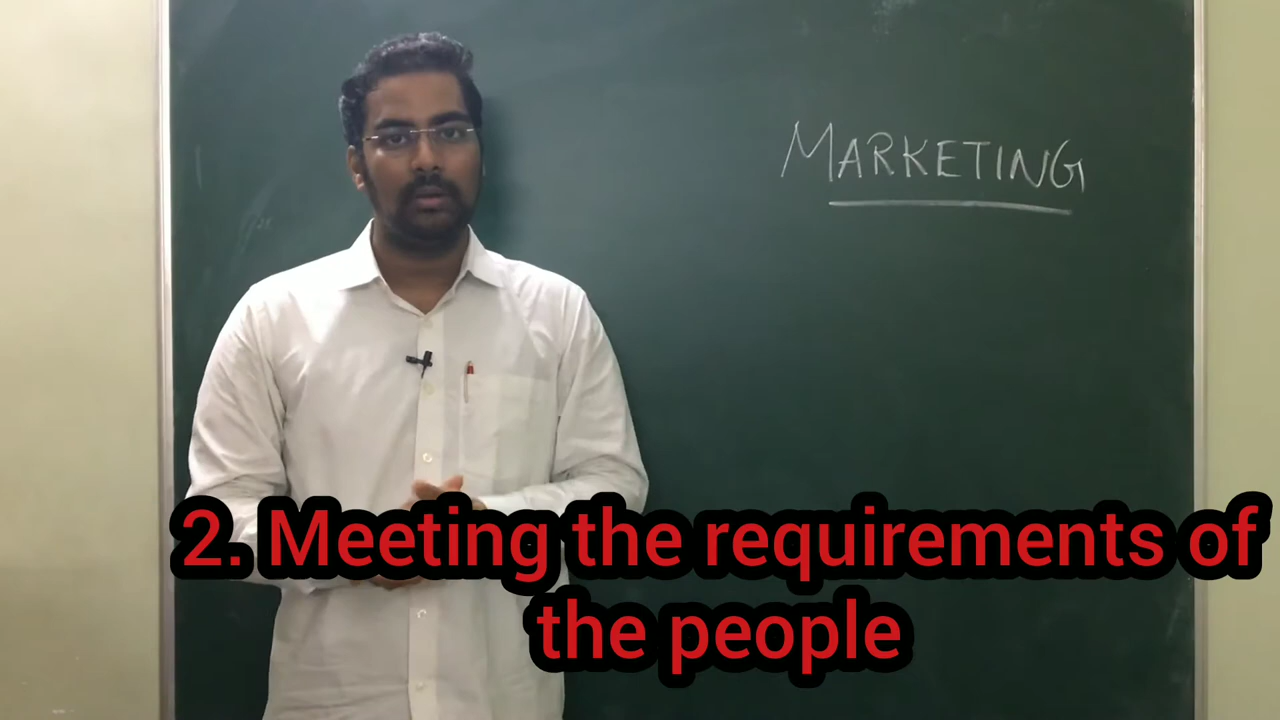 MARKETING
2. Meeting the requirements of
the people